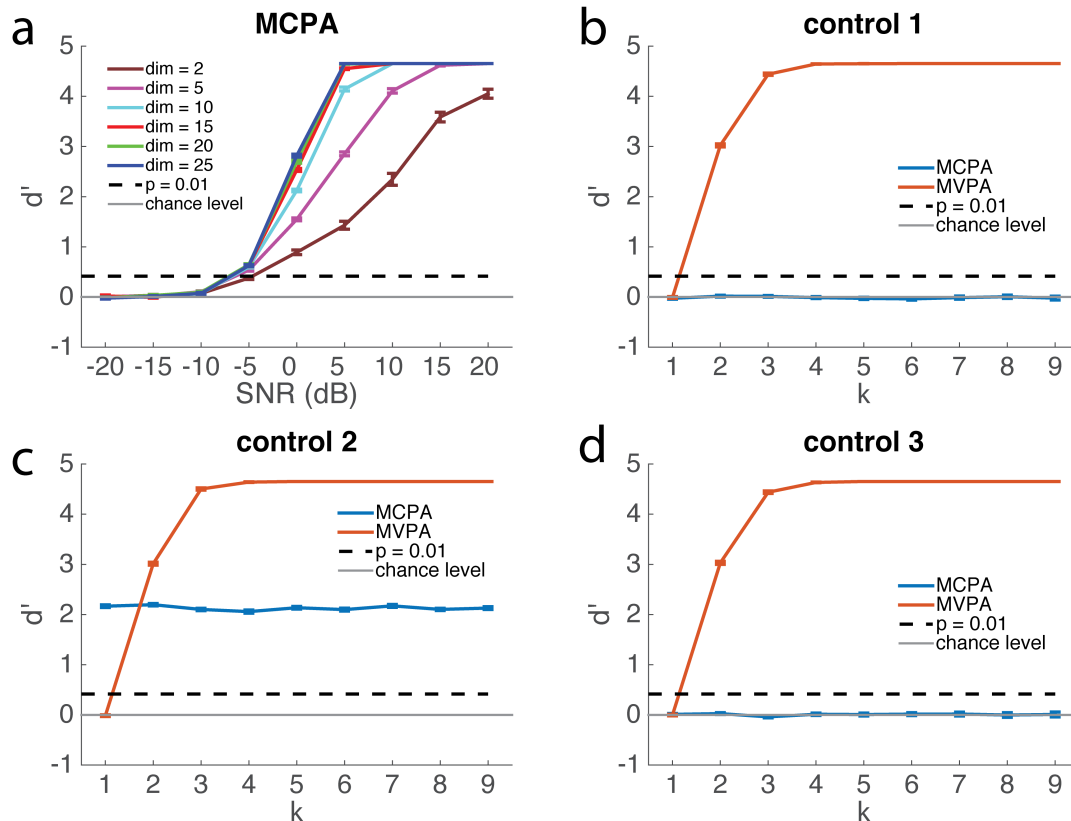 a
MCPA
5
4
3
2
1
0
-1
d'
dim = 2
dim = 5
dim = 10
dim = 15
dim = 20
dim = 25
p = 0.01
chance level
-20 -15 -10 -5 0 5 10 15 20
SNR (dB)
b
control 1
5
4
3
2
1
0
-1
d'
MCPA
MVPA
p = 0.01
chance level
1 2 3 4 5 6 7 8 9
k
c
control 2
5
4
3
2
1
0
-1
d'
MCPA
MVPA
p = 0.01
chance level
1 2 3 4 5 6 7 8 9
k
d
control 3
5
4
3
2
1
0
-1
d'
MCPA
MVPA
p = 0.01
chance level
1 2 3 4 5 6 7 8 9
k